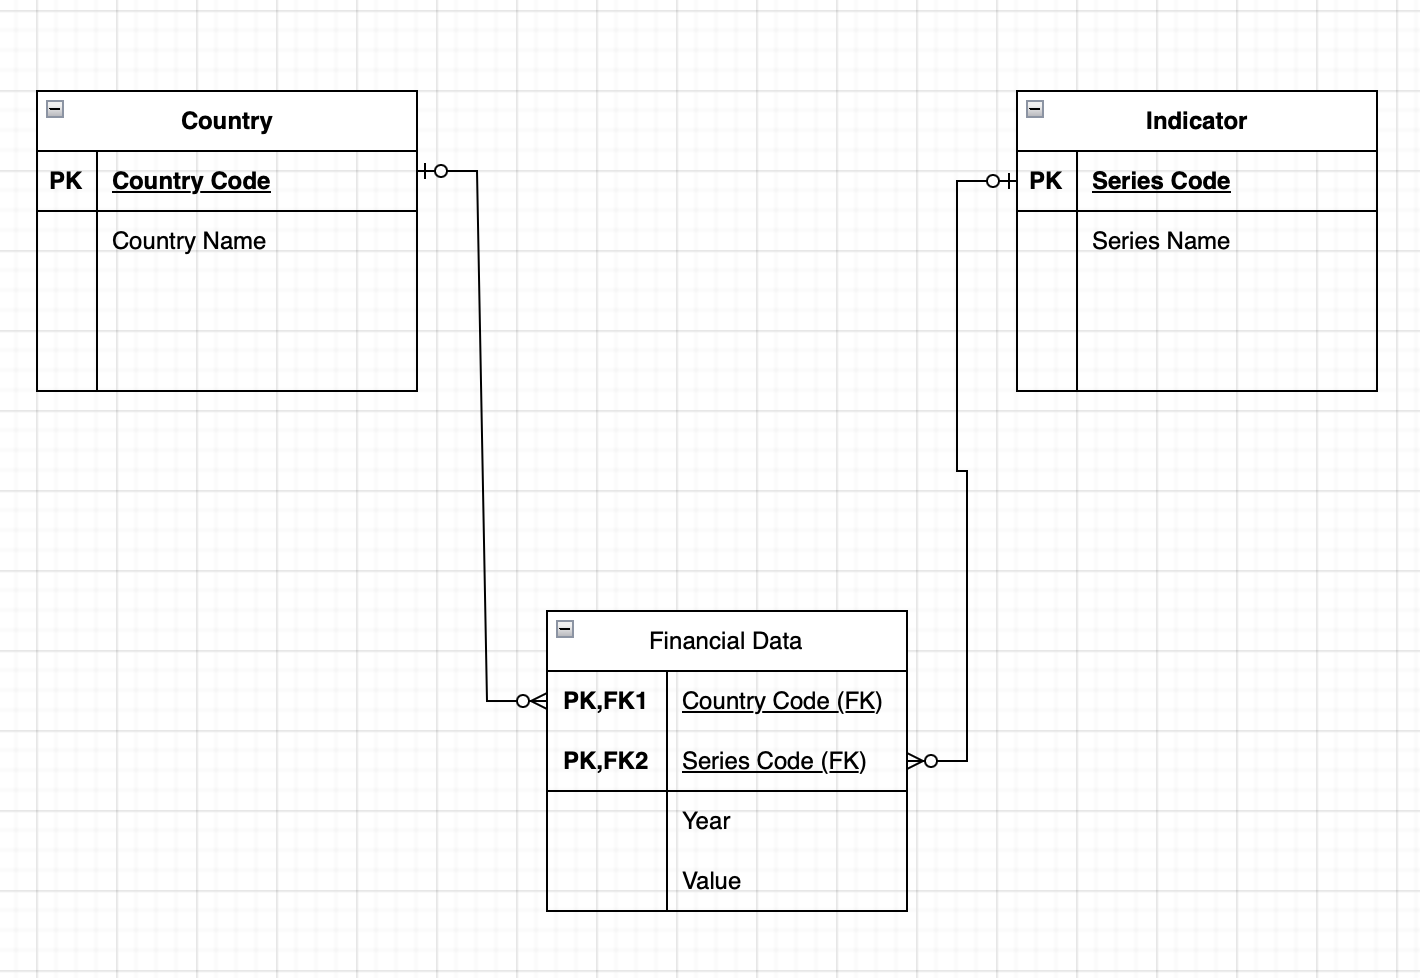 Country
PK Country Code
Country Name
Indicator
PK Series Code
Series Name
Financial Data
PK,FK1 Country Code (FK)
PK,FK2 Series Code (FK)
Year
Value